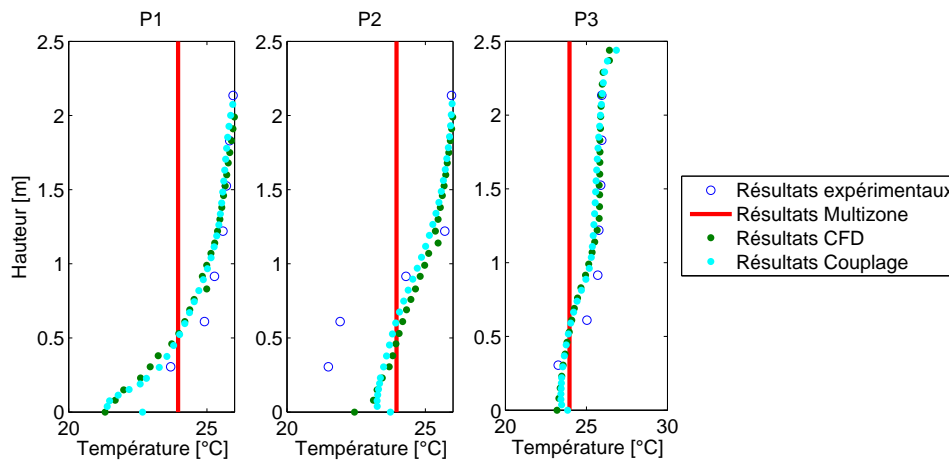 P1
P2
P3
Hauteur [m]
2.5
2
1.5
1
0.5
0
20
25
Température [°C]
2.5
2
1.5
1
0.5
0
20
25
Température [°C]
2.5
2
1.5
1
0.5
0
20
25
30
Température [°C]
Résultats expérimentaux
Résultats Multizone
Résultats CFD
Résultats Couplage